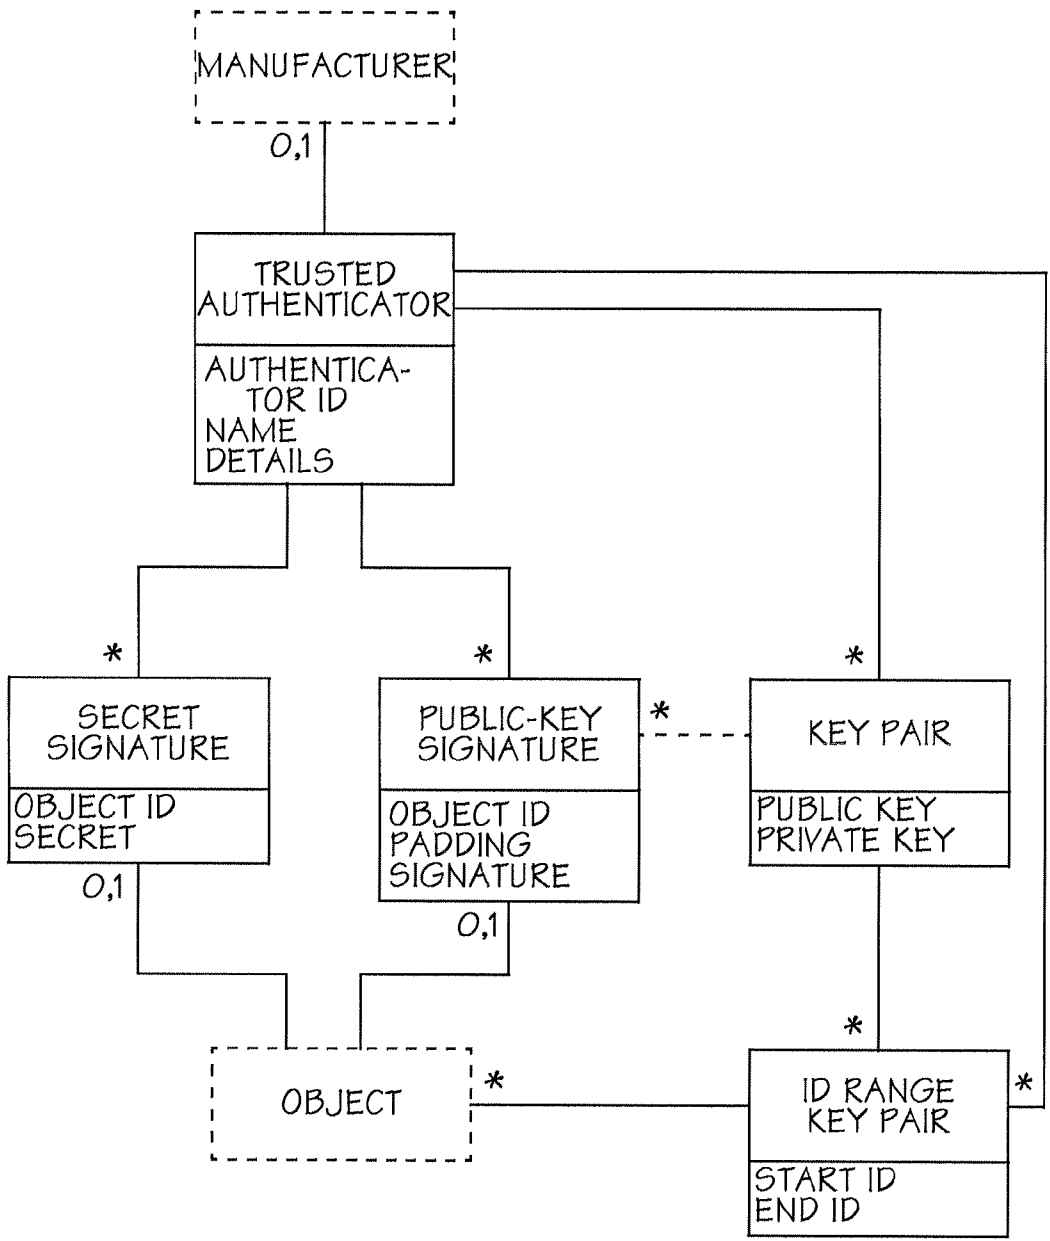 MANUFACTURER
0,1
TRUSTED
AUTHENTICATOR
AUTHENTICA-
TOR ID
NAME
DETAILS
*
*
*
SECRET
SIGNATURE
OBJECT ID
SECRET
0,1
PUBLIC-KEY
SIGNATURE
*
OBJECT ID
PADDING
SIGNATURE
0,1
KEY PAIR
PUBLIC KEY
PRIVATE KEY
*
OBJECT
*
ID RANGE
KEY PAIR
*
START ID
END ID